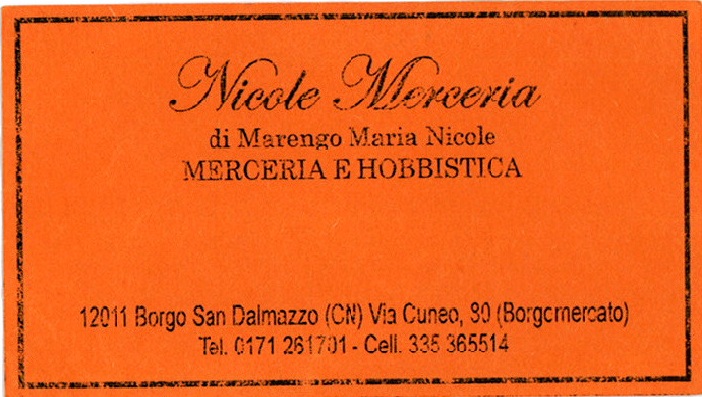 Nicole Merceria
di Marengo Maria Nicole
MERCERIA E HOBBISTICA
12011 Borgo San Dalmazzo (CN) Via Cuneo, 30 (Borgomercato)
Tel. 0171 261701 - Cell. 335 365514